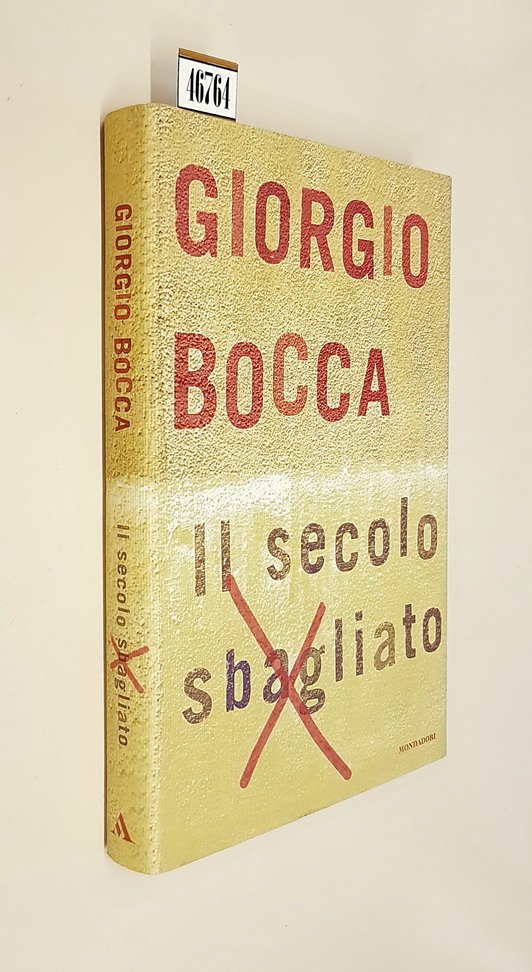 46764
GIORGIO
BOCCA
Il secolo
sbagliato
MONDADORI
GIORGIO BOCCA Il secolo sbagliato